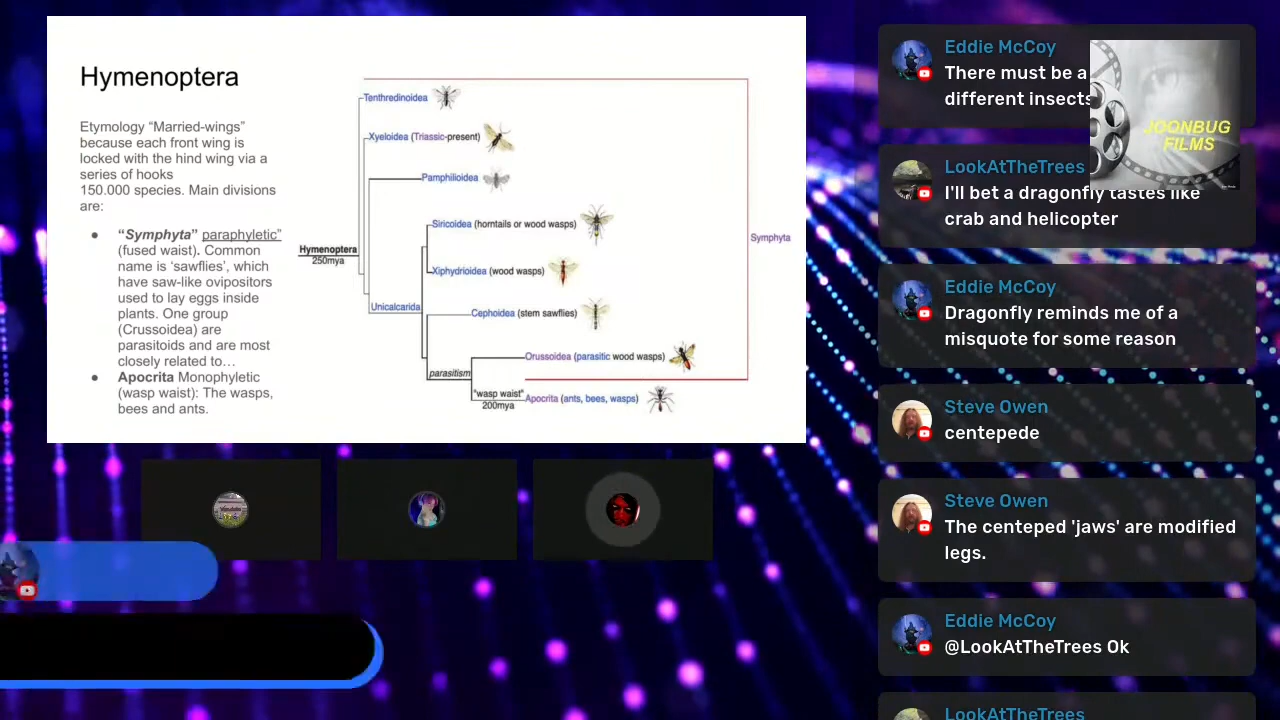 Hymenoptera
Etymology “Married-wings”
because each front wing is
locked with the hind wing via a
series of hooks
150.000 species. Main divisions
are:
● “Symphyta” paraphyletic”
(fused waist). Common
name is ‘sawflies’, which
have saw-like ovipositors
used to lay eggs inside
plants. One group
(Crussoidea) are
parasitoids and are most
closely related to…
● Apocrita Monophyletic
(wasp waist): The wasps,
bees and ants.
Tenthredinoidea
Xyeloidea (Triassic-present)
Pamphilioidea
Siricoidea (horntails or wood wasps)
Symphyta
Hymenoptera
250mya
Xiphydrioidea (wood wasps)
Unicalcarida
Cephoidea (stem sawflies)
Orussoidea (parasitic wood wasps)
parasitism
"wasp waist"
200mya
Apocrita (ants, bees, wasps)
Eddie McCoy
There must be a
different insects
JOONBUG
FILMS
LookAtTheTrees
I'll bet a dragonfly tastes like
crab and helicopter
Eddie McCoy
Dragonfly reminds me of a
misquote for some reason
Steve Owen
centepede
Steve Owen
The centeped 'jaws' are modified
legs.
Eddie McCoy
@LookAtTheTrees Ok
LookAtTheTrees